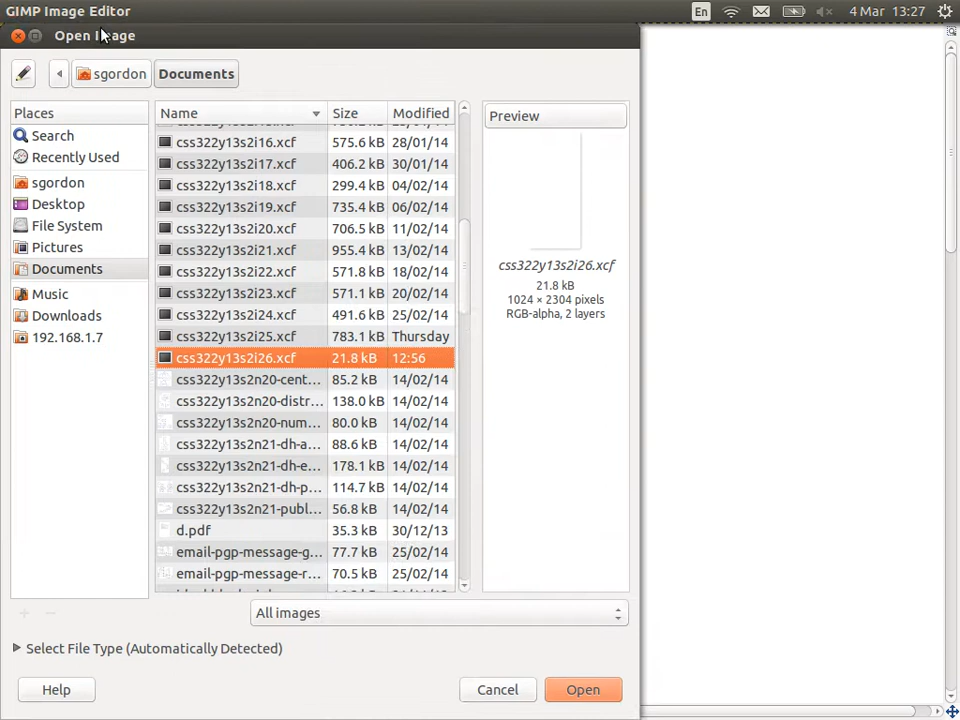 GIMP Image Editor
En
4 Mar 13:27
Open Image
sgordon
Documents
Places
Search
Recently Used
sgordon
Desktop
File System
Pictures
Documents
Music
Downloads
192.168.1.7
Name Size Modified
css322y13s2i16.xcf 575.6 kB 28/01/14
css322y13s2i17.xcf 406.2 kB 30/01/14
css322y13s2i18.xcf 299.4 kB 04/02/14
css322y13s2i19.xcf 735.4 kB 06/02/14
css322y13s2i20.xcf 706.5 kB 11/02/14
css322y13s2i21.xcf 955.4 kB 13/02/14
css322y13s2i22.xcf 571.8 kB 18/02/14
css322y13s2i23.xcf 571.1 kB 20/02/14
css322y13s2i24.xcf 491.6 kB 25/02/14
css322y13s2i25.xcf 783.1 kB Thursday
css322y13s2i26.xcf 21.8 kB 12:56
css322y13s2n20-cent... 85.2 kB 14/02/14
css322y13s2n20-distr... 138.0 kB 14/02/14
css322y13s2n20-num... 80.0 kB 14/02/14
css322y13s2n21-dh-a... 88.6 kB 14/02/14
css322y13s2n21-dh-e... 178.1 kB 14/02/14
css322y13s2n21-dh-p... 114.7 kB 14/02/14
css322y13s2n21-publ... 56.8 kB 14/02/14
d.pdf 35.3 kB 30/12/13
email-pgp-message-g... 77.7 kB 25/02/14
email-pgp-message-r... 70.5 kB 25/02/14
Preview
css322y13s2i26.xcf
21.8 kB
1024 × 2304 pixels
RGB-alpha, 2 layers
All images
Select File Type (Automatically Detected)
Help
Cancel
Open